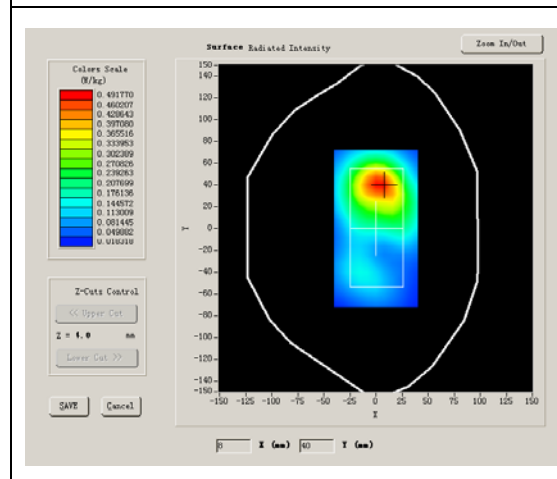 Surface Radiated Intensity
Zoom In/Out
Colors Scale
(W/kg)
0.491770
0.460207
0.428643
0.397080
0.365516
0.333953
0.302389
0.270826
0.239263
0.207699
0.176136
0.144572
0.113009
0.081445
0.049882
0.018318
Z-Cuts Control
<< Upper Cut
Z = 4.0 mm
Lower Cut >>
SAVE Cancel
150
140
120
100
80
60
40
20
0
-20
-40
-60
-80
-100
-120
-140
-150
Y
-150 -125 -100 -75 -50 -25 0 25 50 75 100 125 150
X
8 X (mm) 40 Y (mm)